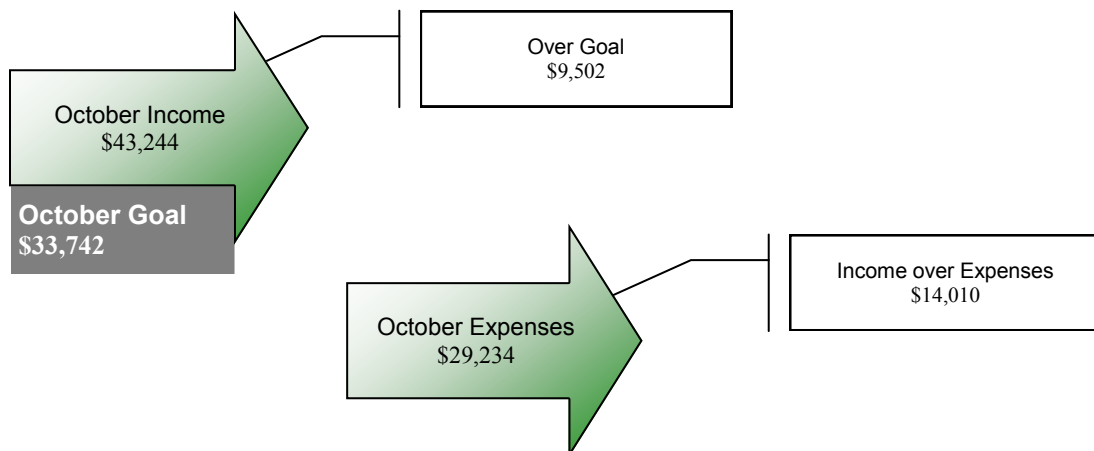 Over Goal
$9,502
October Income
$43,244
October Goal
$33,742
Income over Expenses
$14,010
October Expenses
$29,234